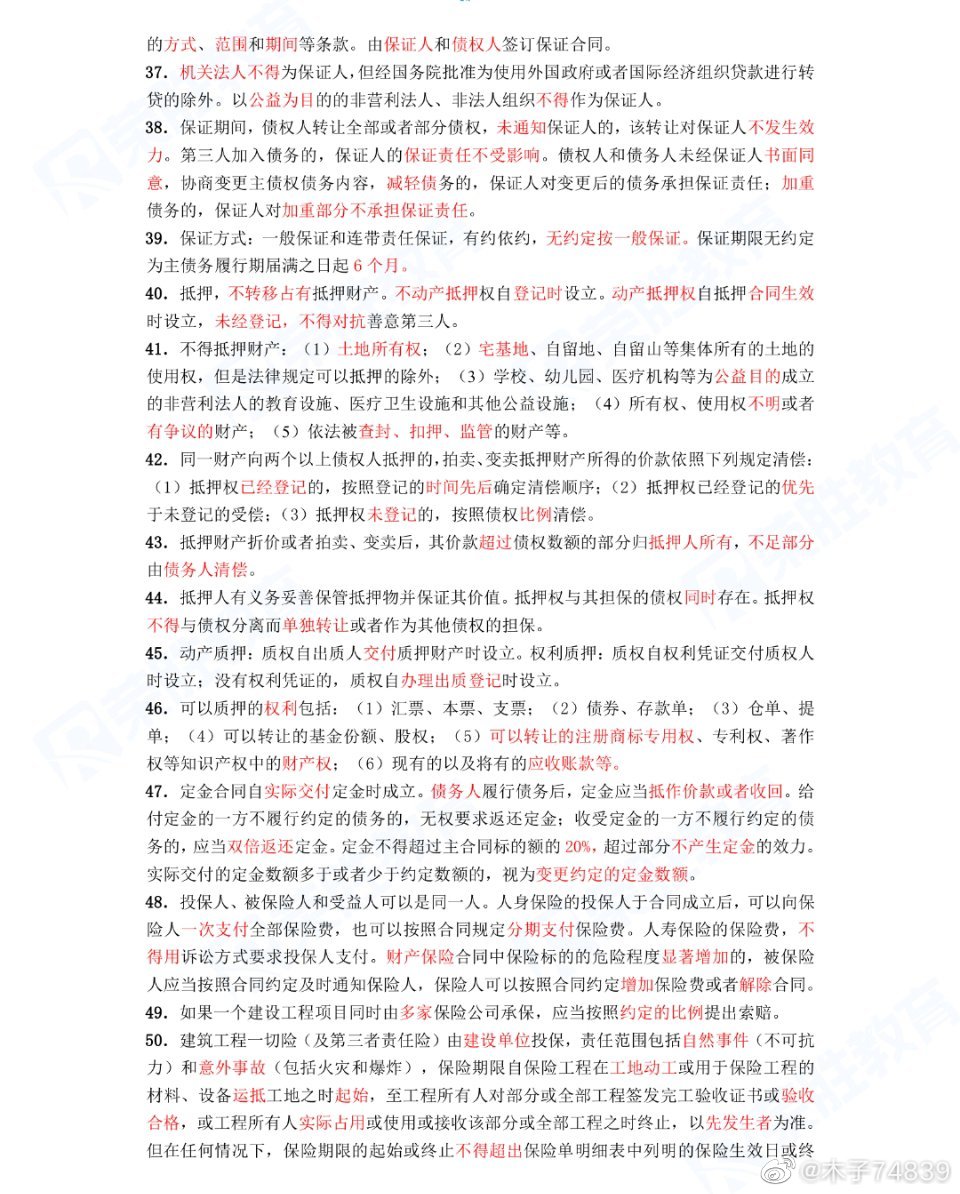 的方式、范围和期间等条款。由保证人和债权人签订保证合同。
37．机关法人不得为保证人，但经国务院批准为使用外国政府或者国际经济组织贷款进行转
贷的除外。以公益为目的的非营利法人、非法人组织不得作为保证人。
38．保证期间，债权人转让全部或者部分债权，未通知保证人的，该转让对保证人不发生效
力。第三人加入债务的，保证人的保证责任不受影响。债权人和债务人未经保证人书面同
意，协商变更主债权债务内容，减轻债务的，保证人对变更后的债务承担保证责任；加重
债务的，保证人对加重部分不承担保证责任。
39．保证方式：一般保证和连带责任保证，有约依约，无约定按一般保证。保证期限无约定
为主债务履行期届满之日起 6 个月。
40．抵押，不转移占有抵押财产。不动产抵押权自登记时设立。动产抵押权自抵押合同生效
时设立，未经登记，不得对抗善意第三人。
41．不得抵押财产：（1）土地所有权；（2）宅基地、自留地、自留山等集体所有的土地的
使用权，但是法律规定可以抵押的除外；（3）学校、幼儿园、医疗机构等为公益目的成立
的非营利法人的教育设施、医疗卫生设施和其他公益设施；（4）所有权、使用权不明或者
有争议的财产；（5）依法被查封、扣押、监管的财产等。
42．同一财产向两个以上债权人抵押的，拍卖、变卖抵押财产所得的价款依照下列规定清偿：
（1）抵押权已经登记的，按照登记的时间先后确定清偿顺序；（2）抵押权已经登记的优先
于未登记的受偿；（3）抵押权未登记的，按照债权比例清偿。
43．抵押财产折价或者拍卖、变卖后，其价款超过债权数额的部分归抵押人所有，不足部分
由债务人清偿。
44．抵押人有义务妥善保管抵押物并保证其价值。抵押权与其担保的债权同时存在。抵押权
不得与债权分离而单独转让或者作为其他债权的担保。
45．动产质押：质权自出质人交付质押财产时设立。权利质押：质权自权利凭证交付质权人
时设立；没有权利凭证的，质权自办理出质登记时设立。
46．可以质押的权利包括：（1）汇票、本票、支票；（2）债券、存款单；（3）仓单、提
单；（4）可以转让的基金份额、股权；（5）可以转让的注册商标专用权、专利权、著作
权等知识产权中的财产权；（6）现有的以及将有的应收账款等。
47．定金合同自实际交付定金时成立。债务人履行债务后，定金应当抵作价款或者收回。给
付定金的一方不履行约定的债务的，无权要求返还定金；收受定金的一方不履行约定的债
务的，应当双倍返还定金。定金不得超过主合同标的额的 20%，超过部分不产生定金的效力。
实际交付的定金数额多于或者少于约定数额的，视为变更约定的定金数额。
48．投保人、被保险人和受益人可以是同一人。人身保险的投保人于合同成立后，可以向保
险人一次支付全部保险费，也可以按照合同规定分期支付保险费。人寿保险的保险费，不
得用诉讼方式要求投保人支付。财产保险合同中保险标的的危险程度显著增加的，被保险
人应当按照合同约定及时通知保险人，保险人可以按照合同约定增加保险费或者解除合同。
49．如果一个建设工程项目同时由多家保险公司承保，应当按照约定的比例提出索赔。
50．建筑工程一切险（及第三者责任险）由建设单位投保，责任范围包括自然事件（不可抗
力）和意外事故（包括火灾和爆炸），保险期限自保险工程在工地动工或用于保险工程的
材料、设备运抵工地之时起始，至工程所有人对部分或全部工程签发完工验收证书或验收
合格，或工程所有人实际占用或使用或接收该部分或全部工程之时终止，以先发生者为准。
但在任何情况下，保险期限的起始或终止不得超出保险单明细表中列明的保险生效日或终
@木子74839